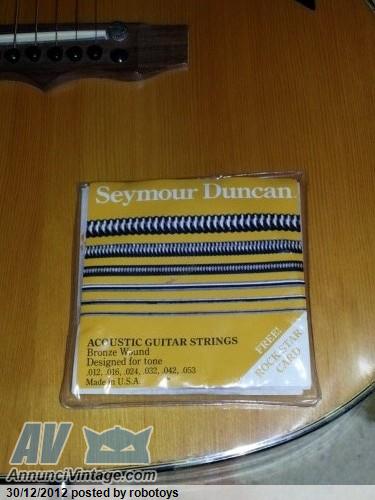 Seymour Duncan
ACOUSTIC GUITAR STRINGS
Bronze Wound
Designed for tone
.012, .016, .024, .032, .042, .053
Made in U.S.A.
FREE!
ROCK STAR
CARD
AV
AnnunciVintage.com
30/12/2012 posted by robotoys